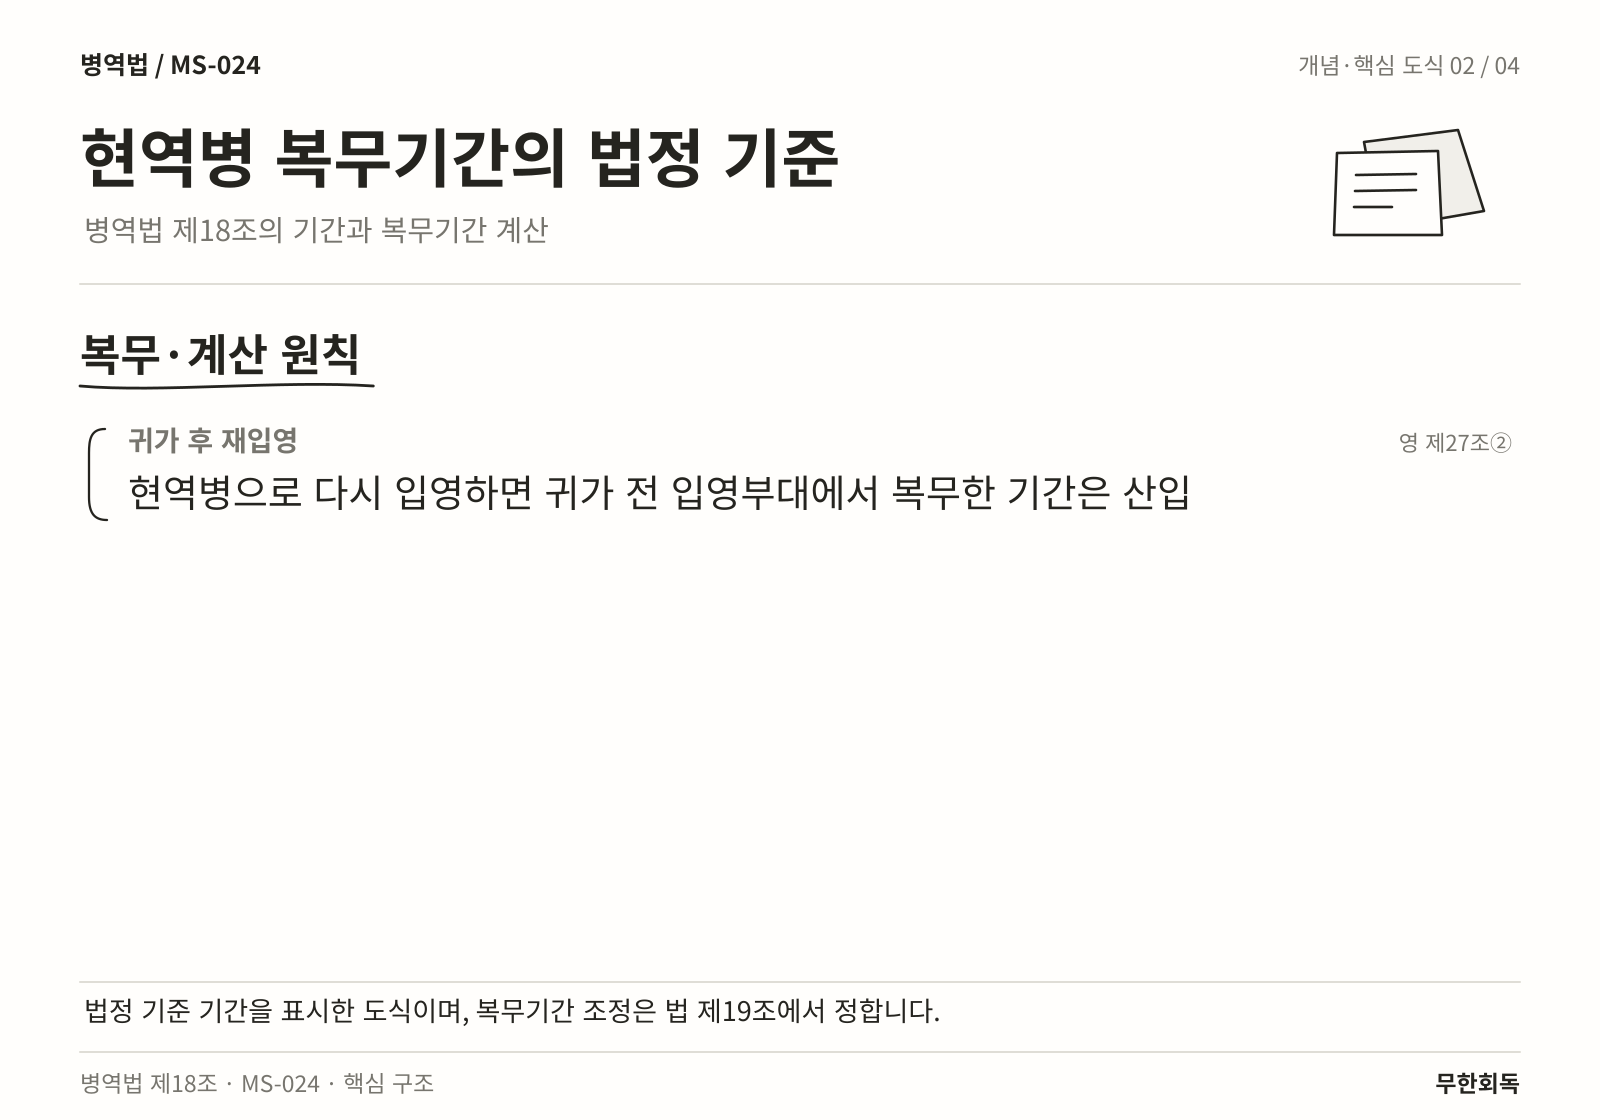 병역법 / MS-024
개념·핵심 도식 02 / 04
현역병 복무기간의 법정 기준
병역법 제18조의 기간과 복무기간 계산
복무·계산 원칙
귀가 후 재입영
영 제27조②
현역병으로 다시 입영하면 귀가 전 입영부대에서 복무한 기간은 산입
법정 기준 기간을 표시한 도식이며, 복무기간 조정은 법 제19조에서 정합니다.
병역법 제18조 · MS-024 · 핵심 구조
무한회독